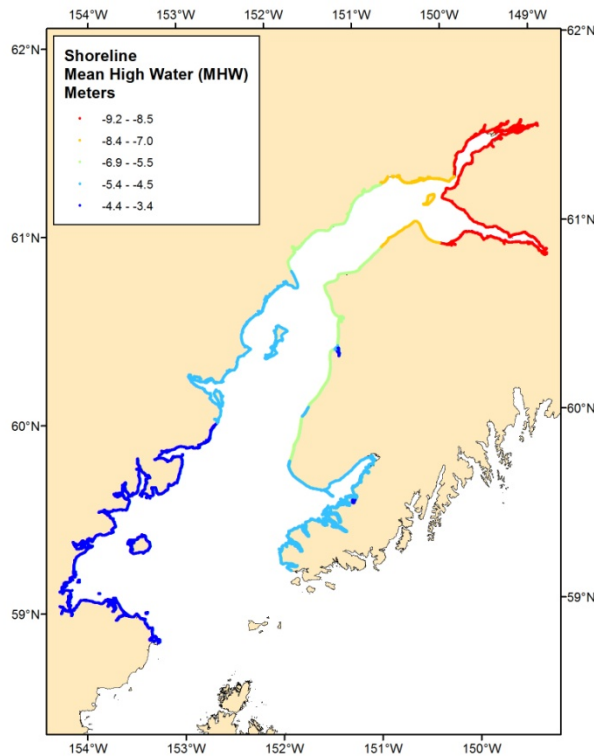 154°W 153°W 152°W 151°W 150°W 149°W
62°N
62°N
Shoreline
Mean High Water (MHW)
Meters
-9.2 - -8.5
-8.4 - -7.0
-6.9 - -5.5
-5.4 - -4.5
-4.4 - -3.4
61°N
61°N
60°N
60°N
59°N
59°N
154°W 153°W 152°W 151°W 150°W